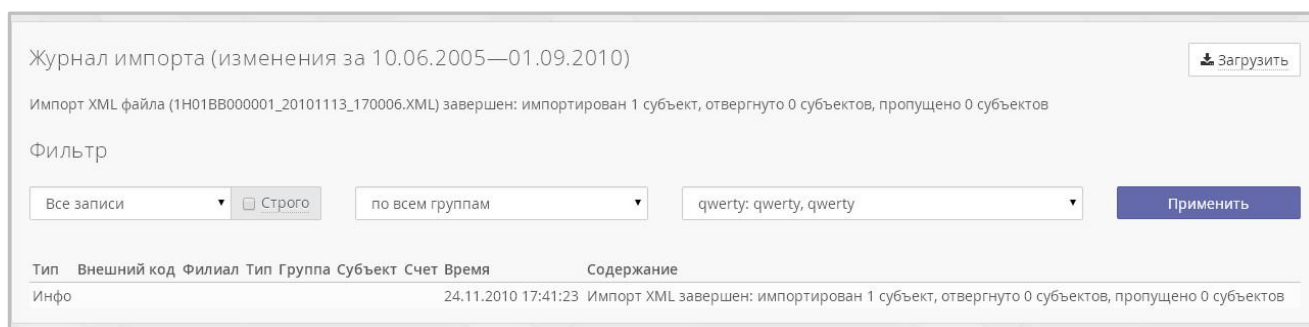 Журнал импорта (изменения за 10.06.2005—01.09.2010)
Загрузить
Импорт XML файла (1H01BB000001_20101113_170006.XML) завершен: импортирован 1 субъект, отвергнуто 0 субъектов, пропущено 0 субъектов
Фильтр
Все записи Строго по всем группам qwerty: qwerty, qwerty Применить
Тип Внешний код Филиал Тип Группа Субъект Счет Время Содержание
Инфо 24.11.2010 17:41:23 Импорт XML завершен: импортирован 1 субъект, отвергнуто 0 субъектов, пропущено 0 субъектов